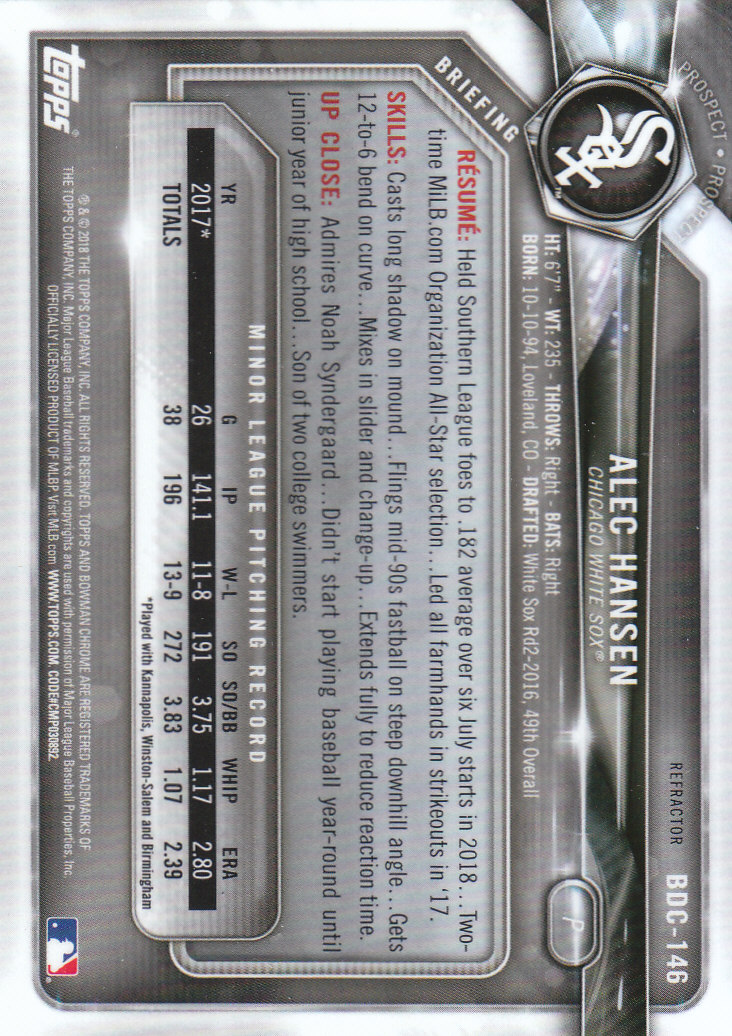 PROSPECT • PROSPECT
REFRACTOR
BDC-146
Sox
TM
ALEC HANSEN
CHICAGO WHITE SOX®
P
HT: 6'7" - WT: 235 - THROWS: Right - BATS: Right
BORN: 10-10-94, Loveland, CO - DRAFTED: White Sox Rd2-2016, 49th Overall
BRIEFING
RÉSUMÉ: Held Southern League foes to .182 average over six July starts in 2018...Two-
time MiLB.com Organization All-Star selection...Led all farmhands in strikeouts in '17.
SKILLS: Casts long shadow on mound...Flings mid-90s fastball on steep downhill angle...Gets
12-to-6 bend on curve...Mixes in slider and change-up...Extends fully to reduce reaction time.
UP CLOSE: Admires Noah Syndergaard...Didn't start playing baseball year-round until
junior year of high school...Son of two college swimmers.
MINOR LEAGUE PITCHING RECORD
YR G IP W-L SO SO/BB WHIP ERA
2017* 26 141.1 11-8 191 3.75 1.17 2.80
TOTALS 38 196 13-9 272 3.83 1.07 2.39
*Played with Kannapolis, Winston-Salem and Birmingham
topps®
® & © 2018 THE TOPPS COMPANY, INC. ALL RIGHTS RESERVED. TOPPS AND BOWMAN CHROME ARE REGISTERED TRADEMARKS OF
THE TOPPS COMPANY, INC. Major League Baseball trademarks and copyrights are used with permission of Major League Baseball Properties, Inc.
OFFICIALLY LICENSED PRODUCT OF MLBP. Visit MLB.com WWW.TOPPS.COM. CODE#CMP030892